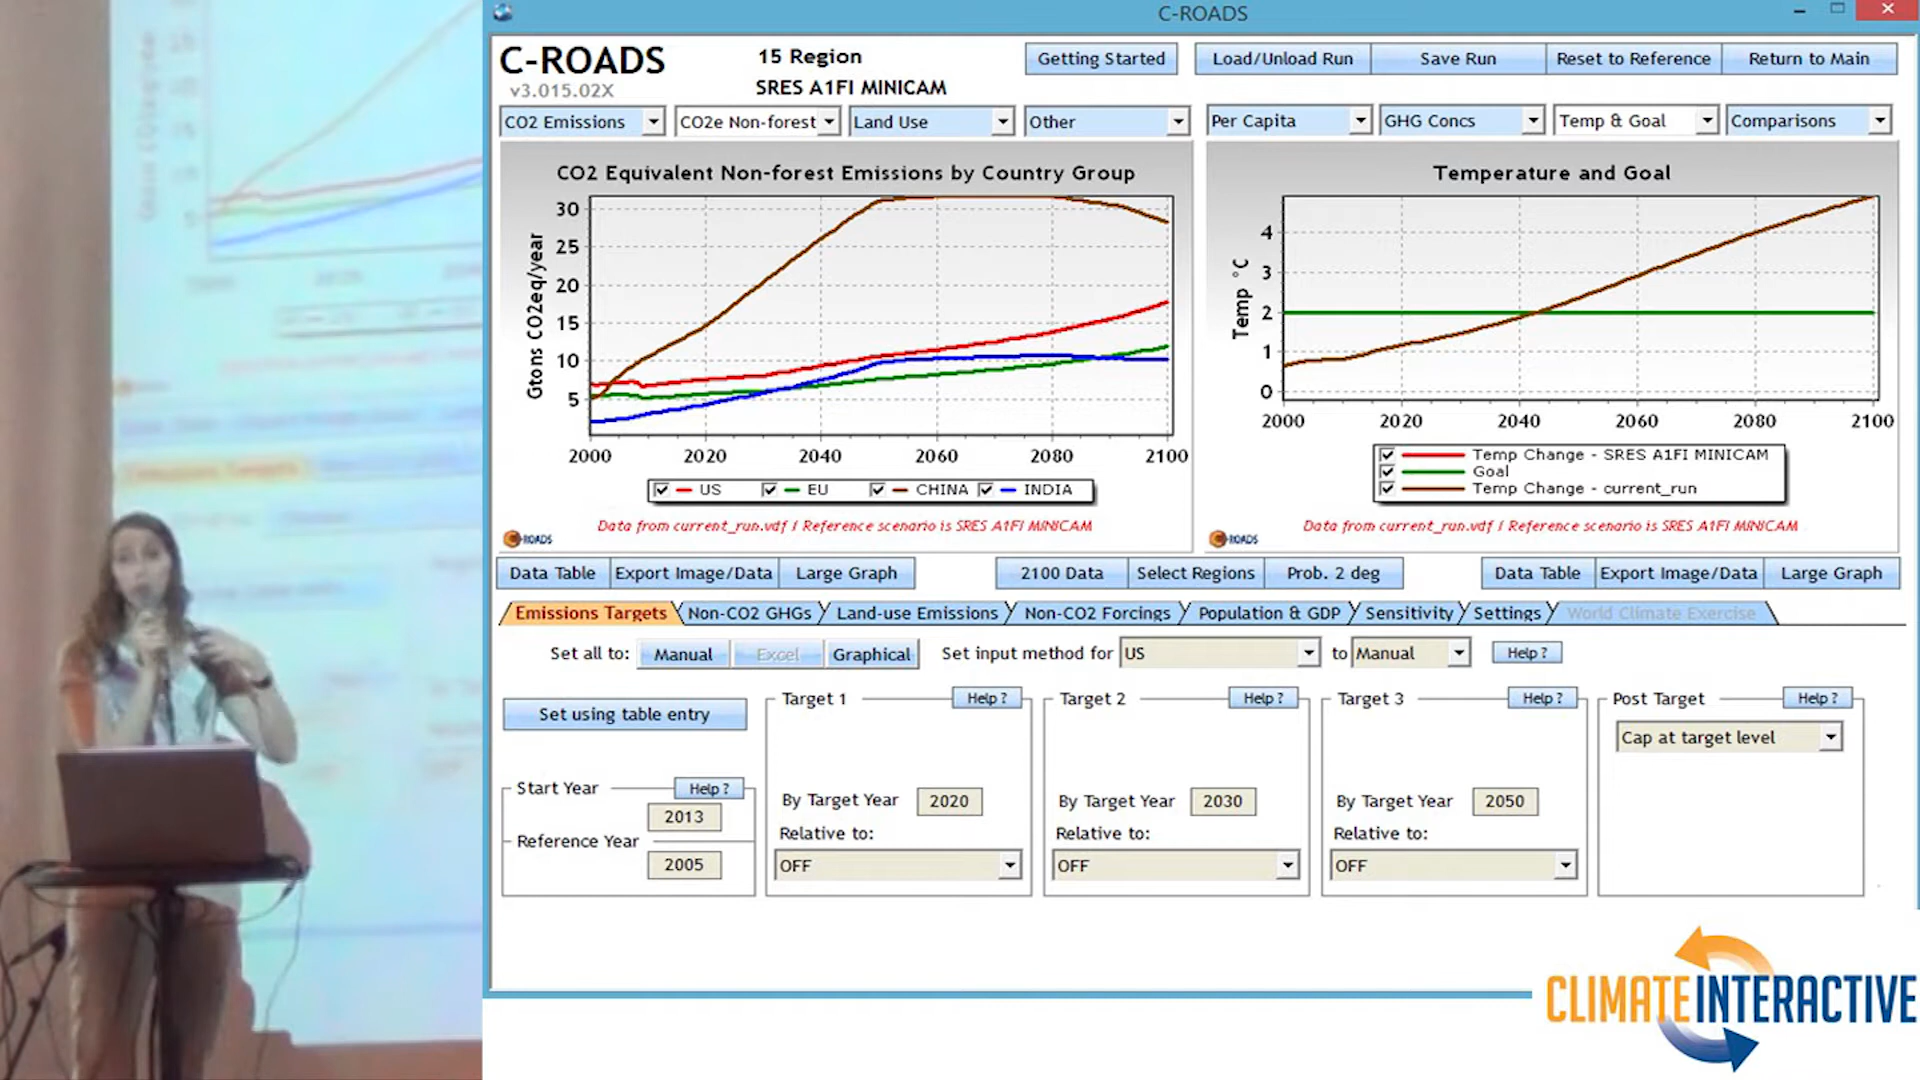 C-ROADS
C-ROADS
v3.015.02X
15 Region
SRES A1FI MINICAM
Getting Started
Load/Unload Run
Save Run
Reset to Reference
Return to Main
CO2 Emissions
CO2e Non-forest
Land Use
Other
Per Capita
GHG Concs
Temp & Goal
Comparisons
CO2 Equivalent Non-forest Emissions by Country Group
Gtons CO2eq/year
30
25
20
15
10
5
2000 2020 2040 2060 2080 2100
US EU CHINA INDIA
Data from current_run.vdf / Reference scenario is SRES A1FI MINICAM
C-ROADS
Temperature and Goal
Temp °C
4
3
2
1
0
2000 2020 2040 2060 2080 2100
Temp Change - SRES A1FI MINICAM
Goal
Temp Change - current_run
Data from current_run.vdf / Reference scenario is SRES A1FI MINICAM
C-ROADS
Data Table
Export Image/Data
Large Graph
2100 Data
Select Regions
Prob. 2 deg
Data Table
Export Image/Data
Large Graph
Emissions Targets
Non-CO2 GHGs
Land-use Emissions
Non-CO2 Forcings
Population & GDP
Sensitivity
Settings
World Climate Exercise
Set all to:
Manual
Excel
Graphical
Set input method for
US
to
Manual
Help ?
Set using table entry
Start Year
Help ?
2013
Reference Year
2005
Target 1
Help ?
By Target Year
2020
Relative to:
OFF
Target 2
Help ?
By Target Year
2030
Relative to:
OFF
Target 3
Help ?
By Target Year
2050
Relative to:
OFF
Post Target
Help ?
Cap at target level
CLIMATE INTERACTIVE